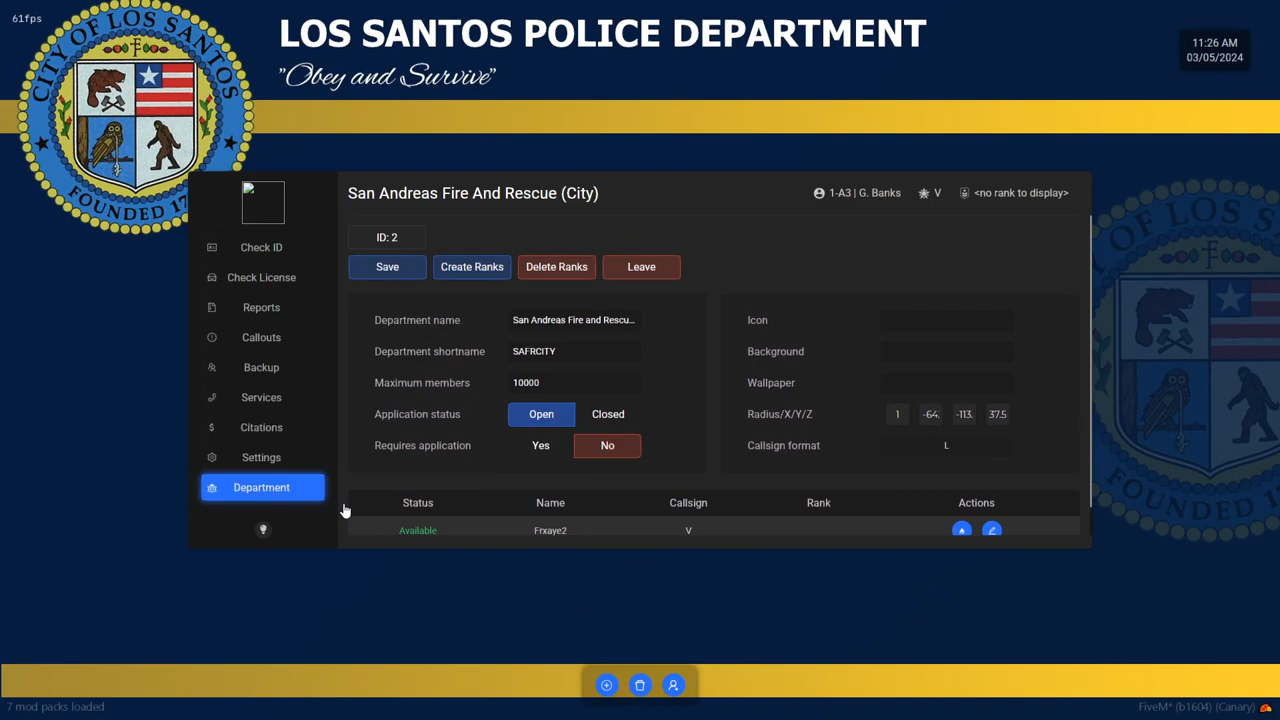 61fps
CITY OF LOS SANTOS
FOUNDED 17
LOS SANTOS POLICE DEPARTMENT
"Obey and Survive"
11:26 AM
03/05/2024
San Andreas Fire And Rescue (City)
1-A3 | G. Banks
V
<no rank to display>
Check ID
Check License
Reports
Callouts
Backup
Services
Citations
Settings
Department
ID: 2
Save
Create Ranks
Delete Ranks
Leave
Department name
San Andreas Fire and Rescu...
Department shortname
SAFRCITY
Maximum members
10000
Application status
Open
Closed
Requires application
Yes
No
Icon
Background
Wallpaper
Radius/X/Y/Z
1
-64.
-113.
37.5
Callsign format
L
Status
Name
Callsign
Rank
Actions
Available
Frxaye2
V
7 mod packs loaded
FiveM* (b1604) (Canary)